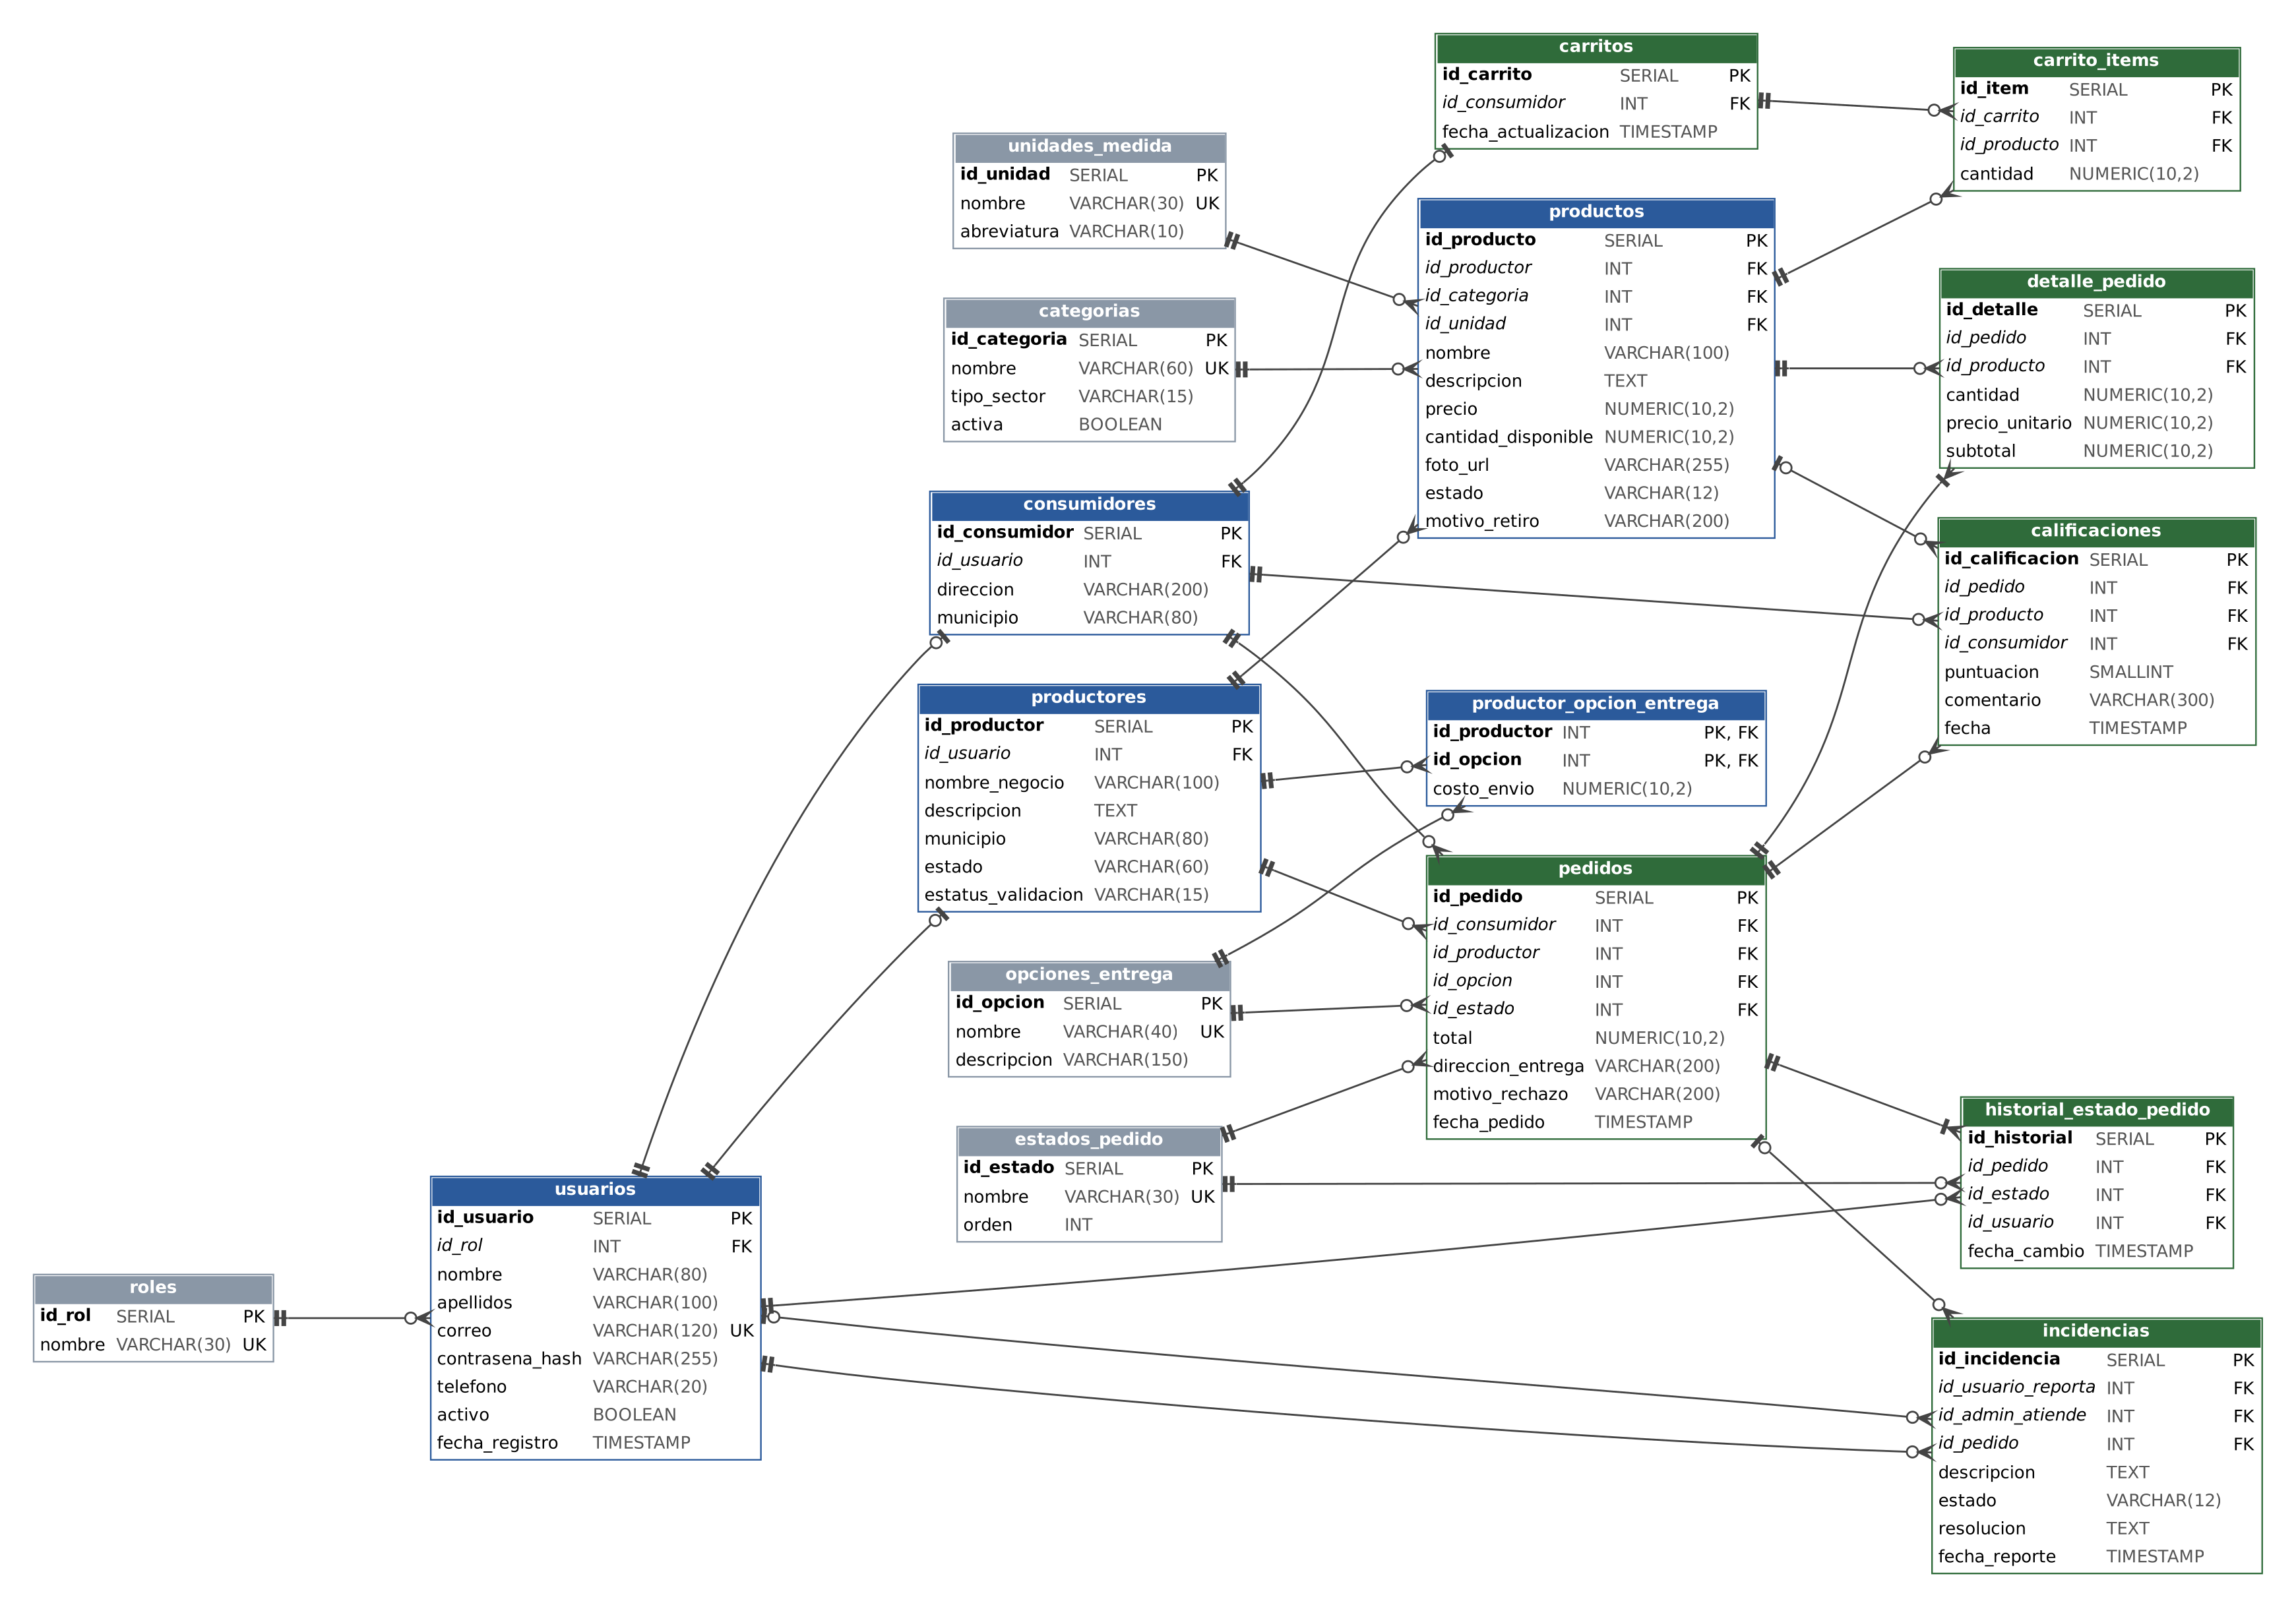 carritos
id_carrito SERIAL PK
id_consumidor INT FK
fecha_actualizacion TIMESTAMP
carrito_items
id_item SERIAL PK
id_carrito INT FK
id_producto INT FK
cantidad NUMERIC(10,2)
unidades_medida
id_unidad SERIAL PK
nombre VARCHAR(30) UK
abreviatura VARCHAR(10)
productos
id_producto SERIAL PK
id_productor INT FK
id_categoria INT FK
id_unidad INT FK
nombre VARCHAR(100)
descripcion TEXT
precio NUMERIC(10,2)
cantidad_disponible NUMERIC(10,2)
foto_url VARCHAR(255)
estado VARCHAR(12)
motivo_retiro VARCHAR(200)
detalle_pedido
id_detalle SERIAL PK
id_pedido INT FK
id_producto INT FK
cantidad NUMERIC(10,2)
precio_unitario NUMERIC(10,2)
subtotal NUMERIC(10,2)
categorias
id_categoria SERIAL PK
nombre VARCHAR(60) UK
tipo_sector VARCHAR(15)
activa BOOLEAN
consumidores
id_consumidor SERIAL PK
id_usuario INT FK
direccion VARCHAR(200)
municipio VARCHAR(80)
calificaciones
id_calificacion SERIAL PK
id_pedido INT FK
id_producto INT FK
id_consumidor INT FK
puntuacion SMALLINT
comentario VARCHAR(300)
fecha TIMESTAMP
productores
id_productor SERIAL PK
id_usuario INT FK
nombre_negocio VARCHAR(100)
descripcion TEXT
municipio VARCHAR(80)
estado VARCHAR(60)
estatus_validacion VARCHAR(15)
productor_opcion_entrega
id_productor INT PK, FK
id_opcion INT PK, FK
costo_envio NUMERIC(10,2)
pedidos
id_pedido SERIAL PK
id_consumidor INT FK
id_productor INT FK
id_opcion INT FK
id_estado INT FK
total NUMERIC(10,2)
direccion_entrega VARCHAR(200)
motivo_rechazo VARCHAR(200)
fecha_pedido TIMESTAMP
opciones_entrega
id_opcion SERIAL PK
nombre VARCHAR(40) UK
descripcion VARCHAR(150)
estados_pedido
id_estado SERIAL PK
nombre VARCHAR(30) UK
orden INT
historial_estado_pedido
id_historial SERIAL PK
id_pedido INT FK
id_estado INT FK
id_usuario INT FK
fecha_cambio TIMESTAMP
usuarios
id_usuario SERIAL PK
id_rol INT FK
nombre VARCHAR(80)
apellidos VARCHAR(100)
correo VARCHAR(120) UK
contrasena_hash VARCHAR(255)
telefono VARCHAR(20)
activo BOOLEAN
fecha_registro TIMESTAMP
roles
id_rol SERIAL PK
nombre VARCHAR(30) UK
incidencias
id_incidencia SERIAL PK
id_usuario_reporta INT FK
id_admin_atiende INT FK
id_pedido INT FK
descripcion TEXT
estado VARCHAR(12)
resolucion TEXT
fecha_reporte TIMESTAMP